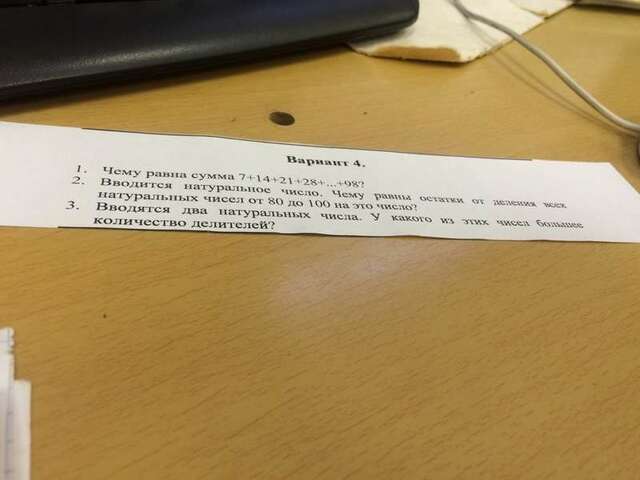 Вариант 4.
1. Чему равна сумма 7+14+21+28+...+98?
2. Вводится натуральное число. Чему равны остатки от деления всех
натуральных чисел от 80 до 100 на это число?
3. Вводятся два натуральных числа. У какого из этих чисел большее
количество делителей?